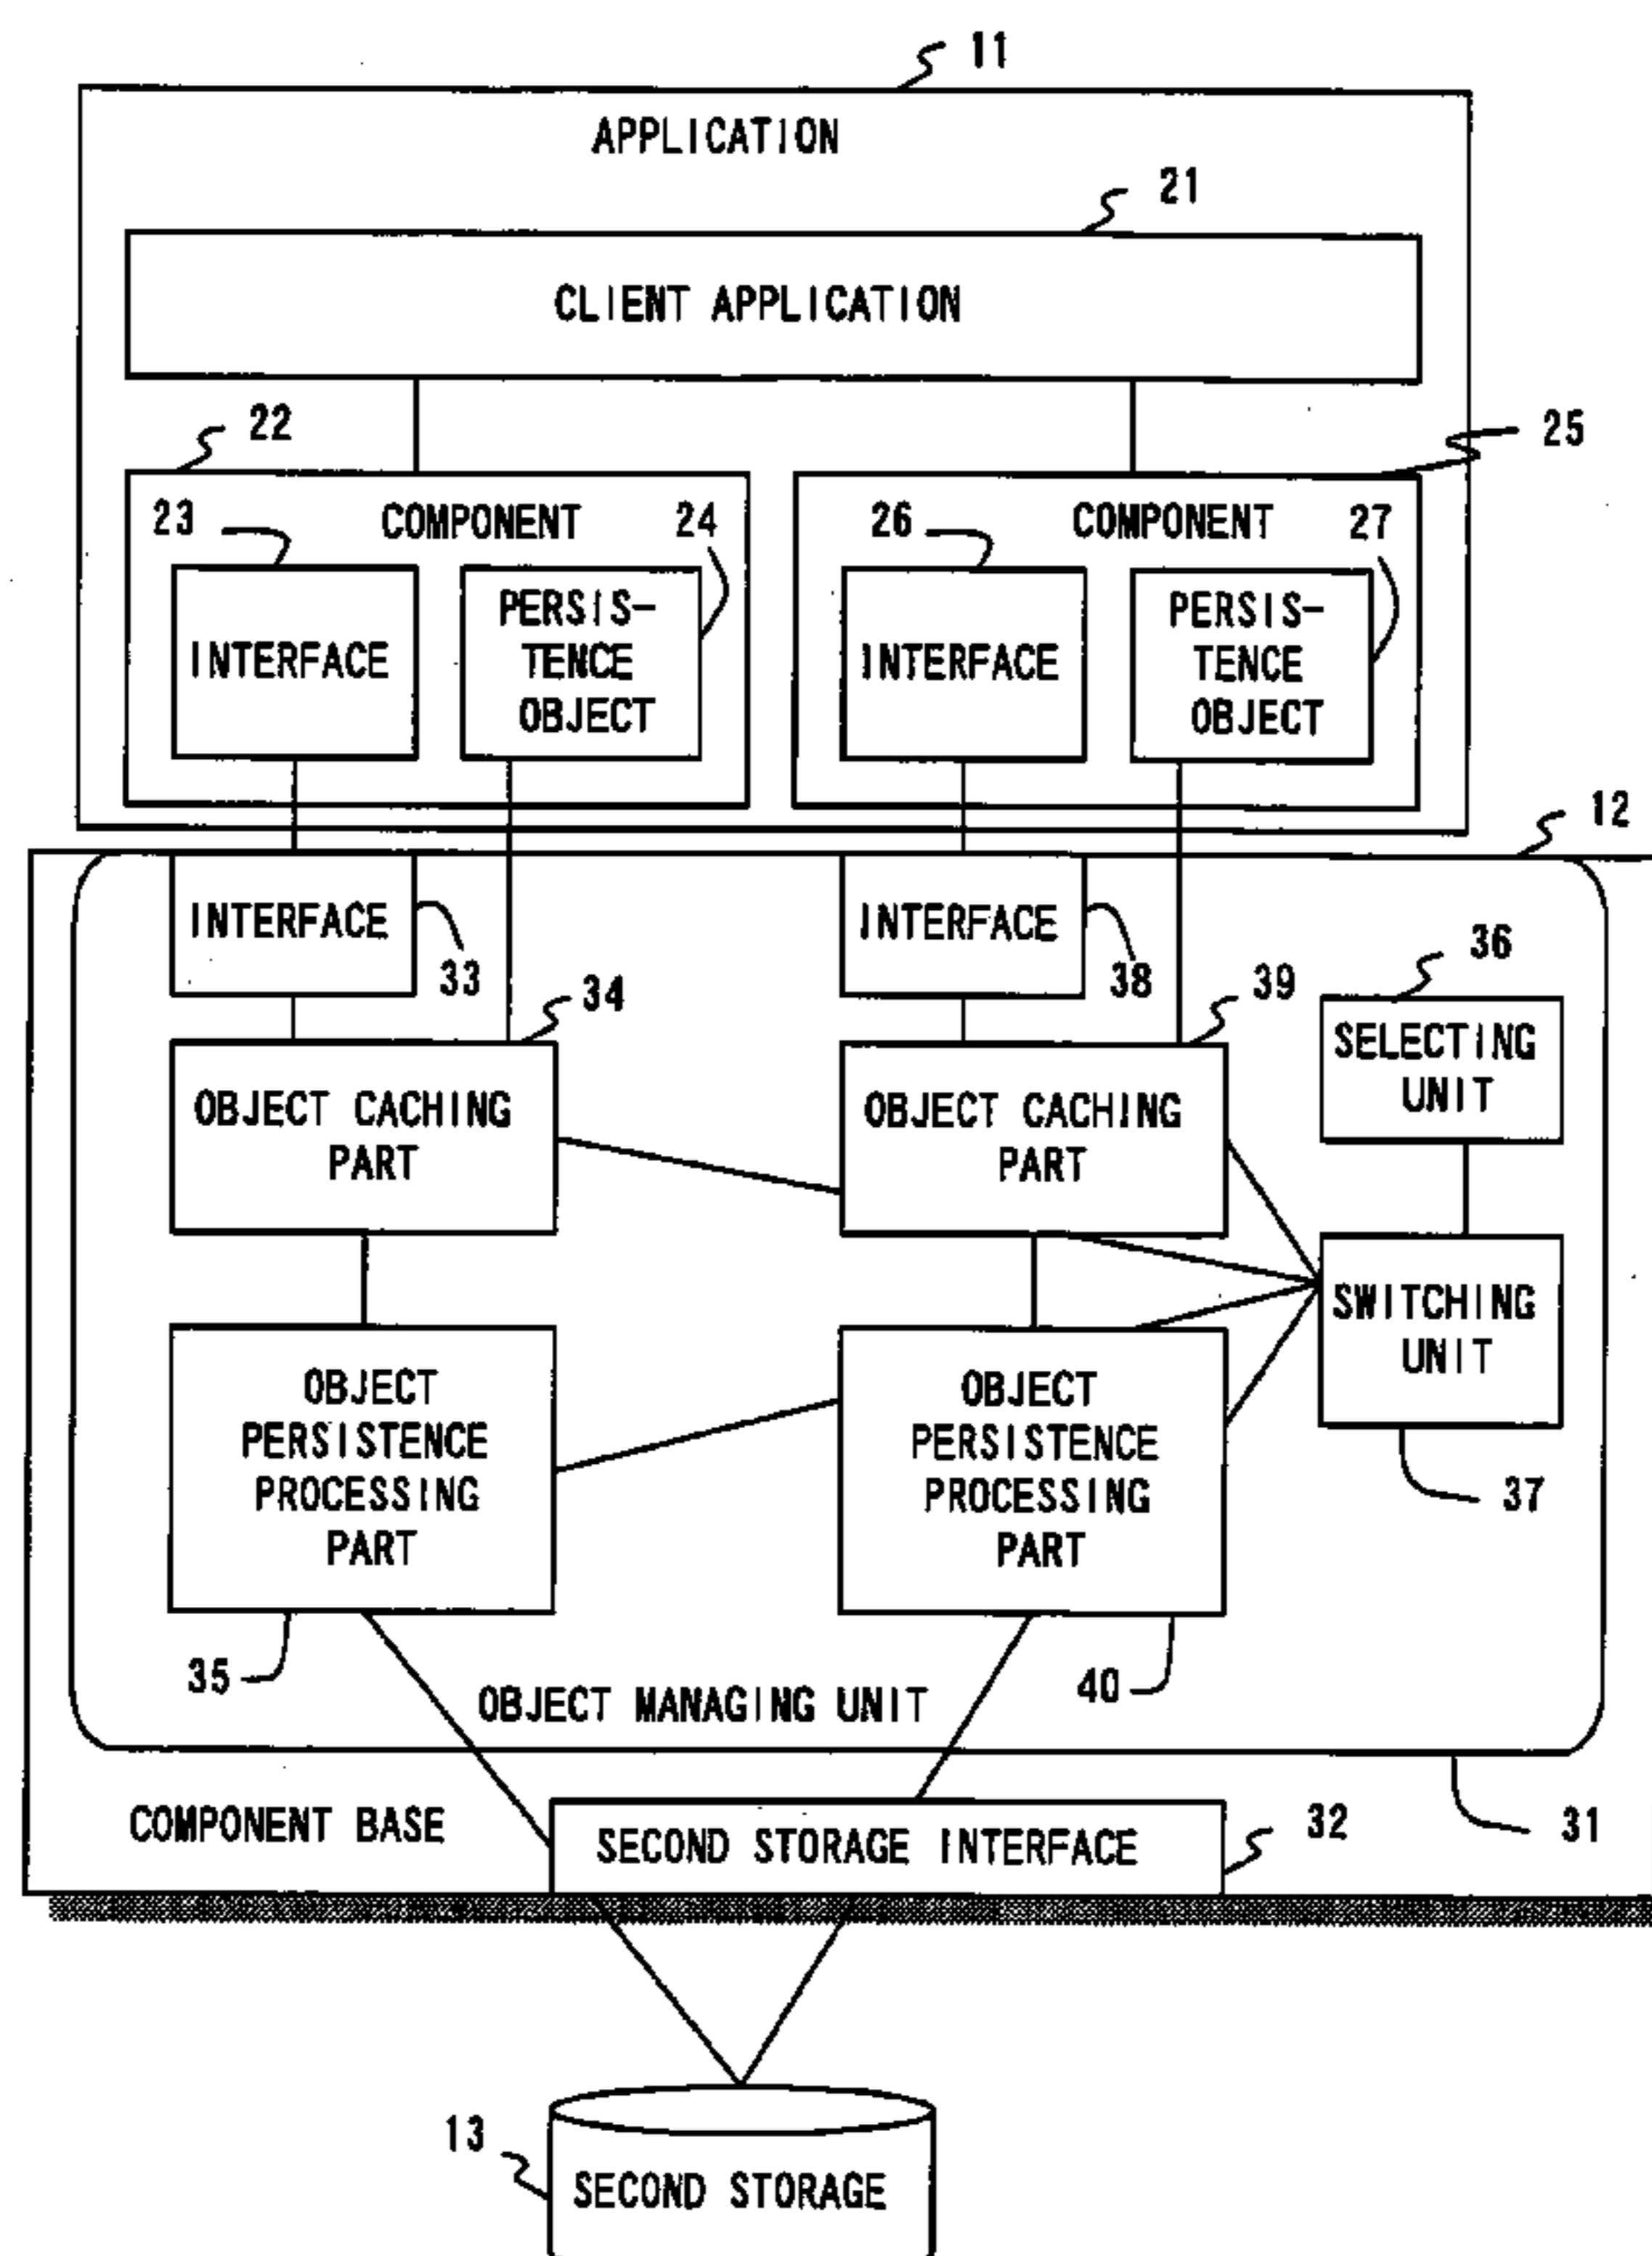 11
APPLICATION
21
CLIENT APPLICATION
22
25
23
COMPONENT
24
26
COMPONENT
27
INTERFACE
PERSIS-
TENCE
OBJECT
INTERFACE
PERSIS-
TENCE
OBJECT
12
INTERFACE
33
INTERFACE
38
36
34
39
SELECTING
UNIT
OBJECT CACHING
PART
OBJECT CACHING
PART
SWITCHING
UNIT
OBJECT
PERSISTENCE
PROCESSING
PART
OBJECT
PERSISTENCE
PROCESSING
PART
37
35
OBJECT MANAGING UNIT
40
COMPONENT BASE
SECOND STORAGE INTERFACE
32
31
13
SECOND STORAGE